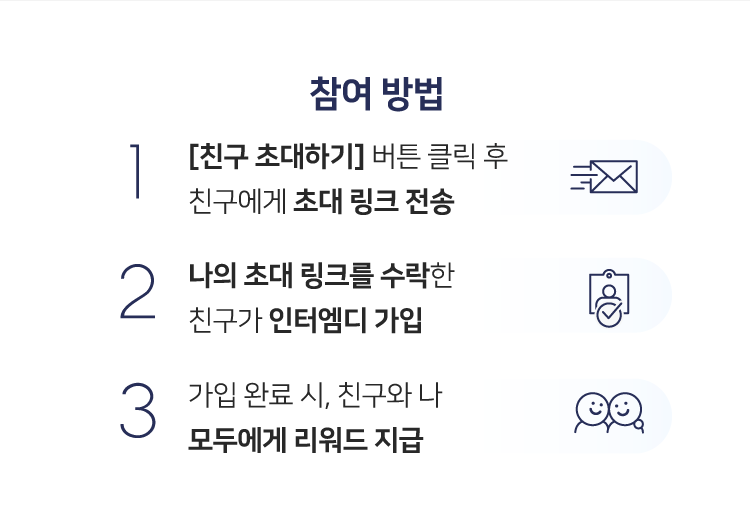 참여 방법
1
[친구 초대하기] 버튼 클릭 후
친구에게 초대 링크 전송
2
나의 초대 링크를 수락한
친구가 인터엠디 가입
3
가입 완료 시, 친구와 나
모두에게 리워드 지급